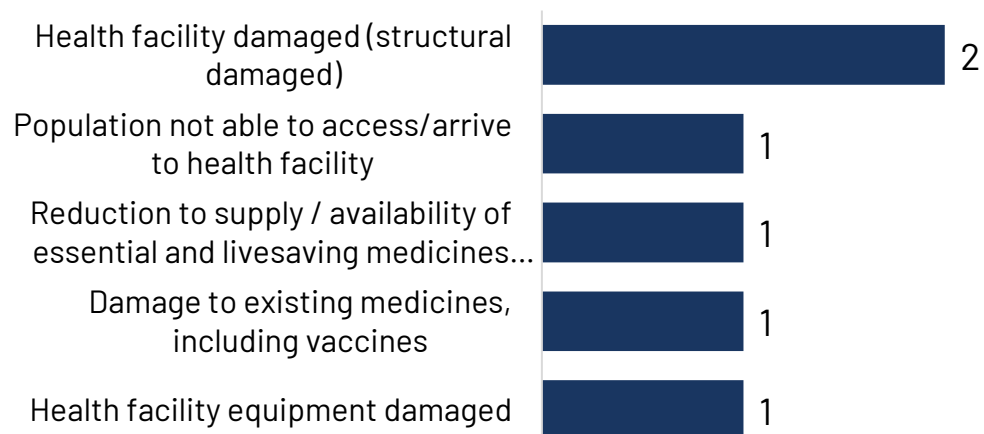 Health facility damaged (structural
damaged)
2
Population not able to access/arrive
to health facility
1
Reduction to supply / availability of
essential and livesaving medicines...
1
Damage to existing medicines,
including vaccines
1
Health facility equipment damaged
1